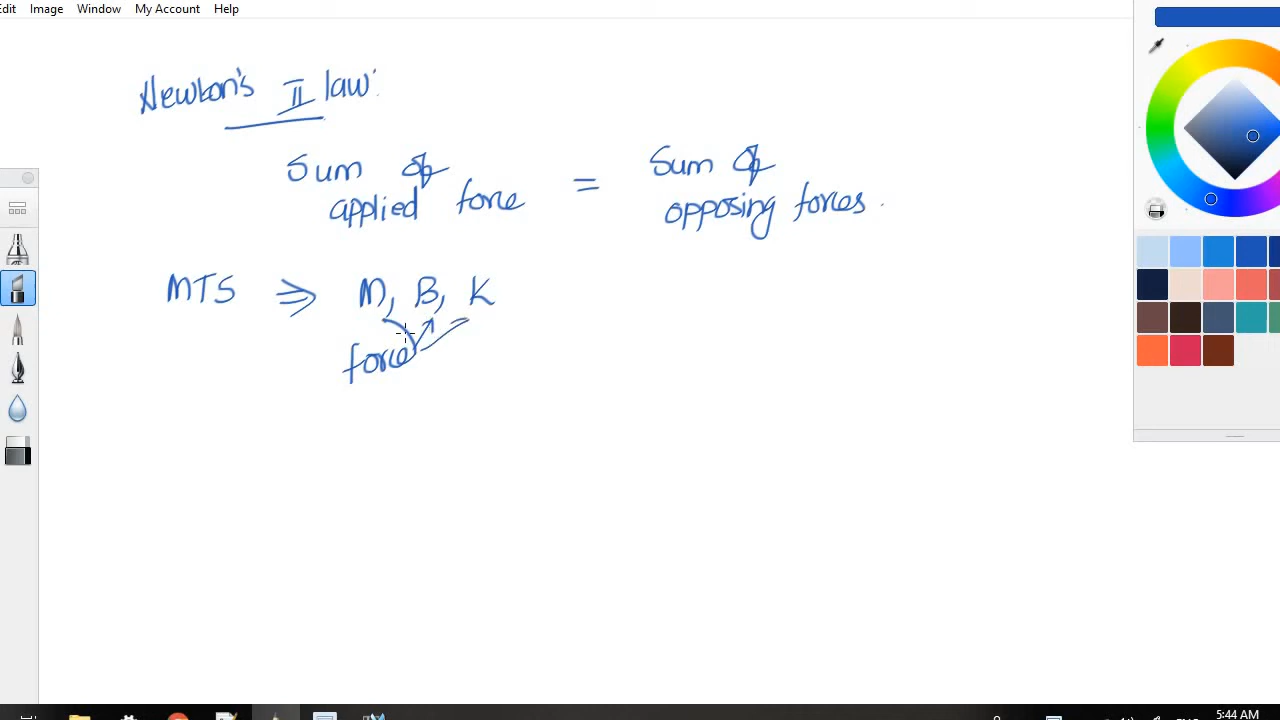 Edit Image Window My Account Help
Newton's II law:
Sum of applied force = Sum of opposing forces.
MTS ⇒ M, B, K
force
5:44 AM